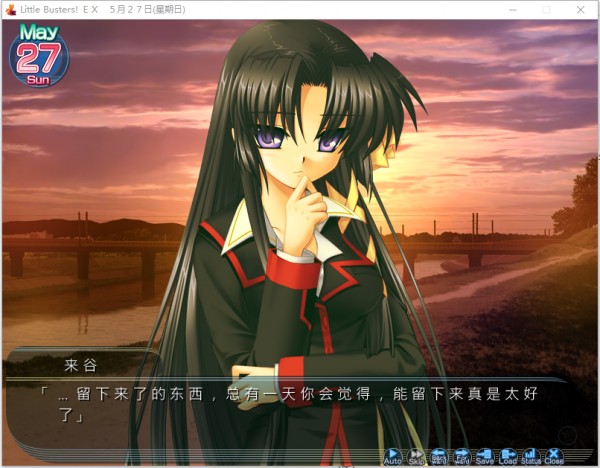 Little Busters! EX 5月27日(星期日)
May
27
Sun
来谷
「…留下来了的东西，总有一天你会觉得，能留下来真是太好
了」
Auto Skip Save Load Status Close